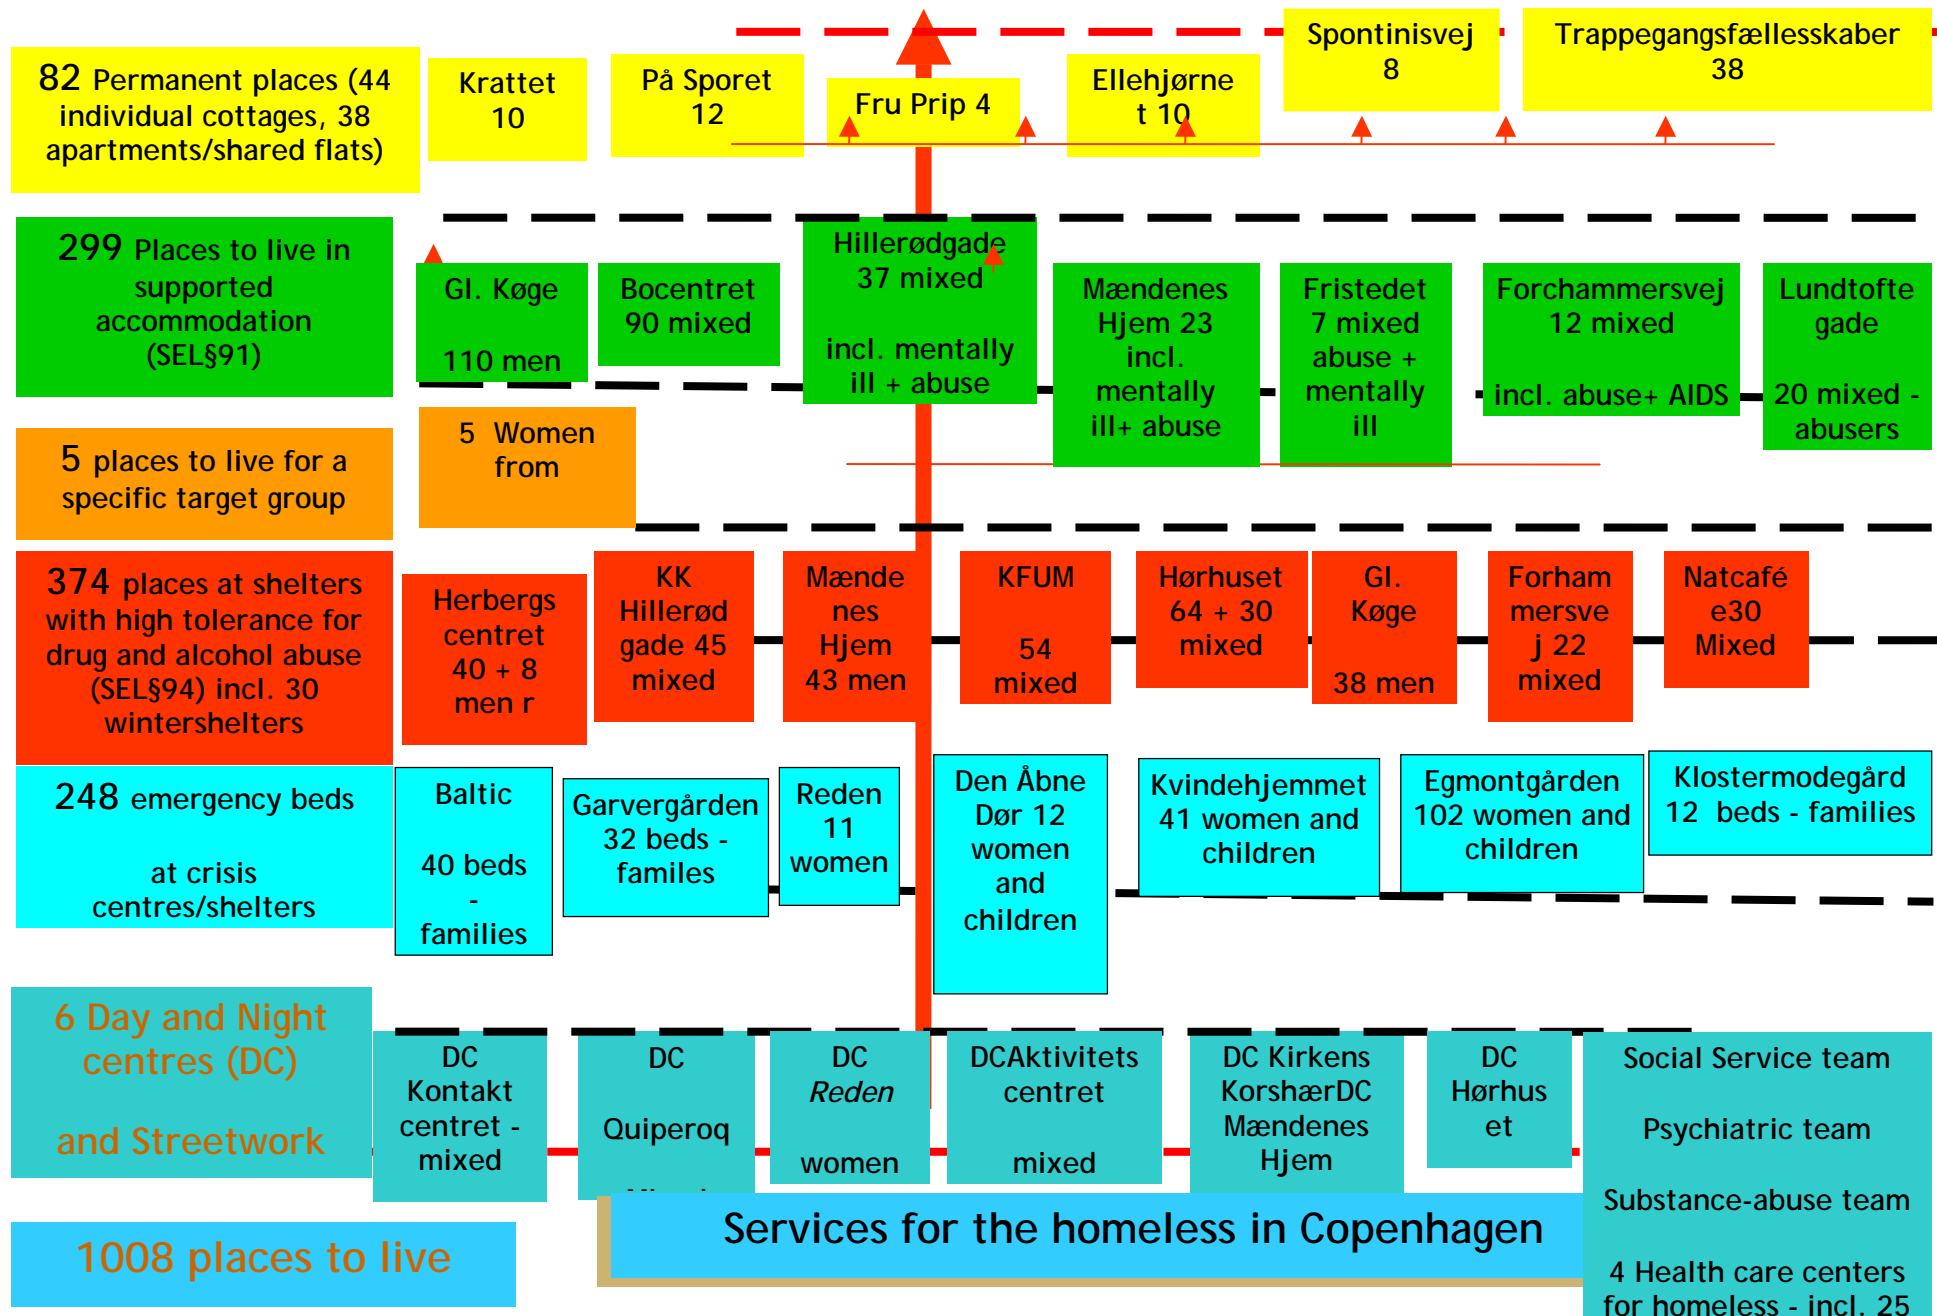 82 Permanent places (44
individual cottages, 38
apartments/shared flats)
Krattet
10
På Sporet
12
Fru Prip 4
Ellehjørne
t 10
Spontinisvej
8
Trappegangsfællesskaber
38
299 Places to live in
supported
accommodation
(SEL§91)
Gl. Køge
110 men
Bocentret
90 mixed
Hillerødgade
37 mixed
incl. mentally
ill + abuse
Mændenes
Hjem 23
incl.
mentally
ill+ abuse
Fristedet
7 mixed
abuse +
mentally
ill
Forchammersvej
12 mixed
incl. abuse+ AIDS
Lundtofte
gade
20 mixed -
abusers
5 places to live for a
specific target group
5 Women
from
374 places at shelters
with high tolerance for
drug and alcohol abuse
(SEL§94) incl. 30
wintershelters
Herbergs
centret
40 + 8
men r
KK
Hillerød
gade 45
mixed
Mænde
nes
Hjem
43 men
KFUM
54
mixed
Hørhuset
64 + 30
mixed
Gl.
Køge
38 men
Forham
mersve
j 22
mixed
Natcafé
e30
Mixed
248 emergency beds
at crisis
centres/shelters
Baltic
40 beds
-
families
Garvergården
32 beds -
familes
Reden
11
women
Den Åbne
Dør 12
women
and
children
Kvindehjemmet
41 women and
children
Egmontgården
102 women and
children
Klostermodegård
12 beds - families
6 Day and Night
centres (DC)
and Streetwork
DC
Kontakt
centret -
mixed
DC
Quiperoq
DC
Reden
women
DCAktivitets
centret
mixed
DC Kirkens
KorshærDC
Mændenes
Hjem
DC
Hørhus
et
Social Service team
Psychiatric team
Substance-abuse team
4 Health care centers
for homeless - incl. 25
1008 places to live
Services for the homeless in Copenhagen